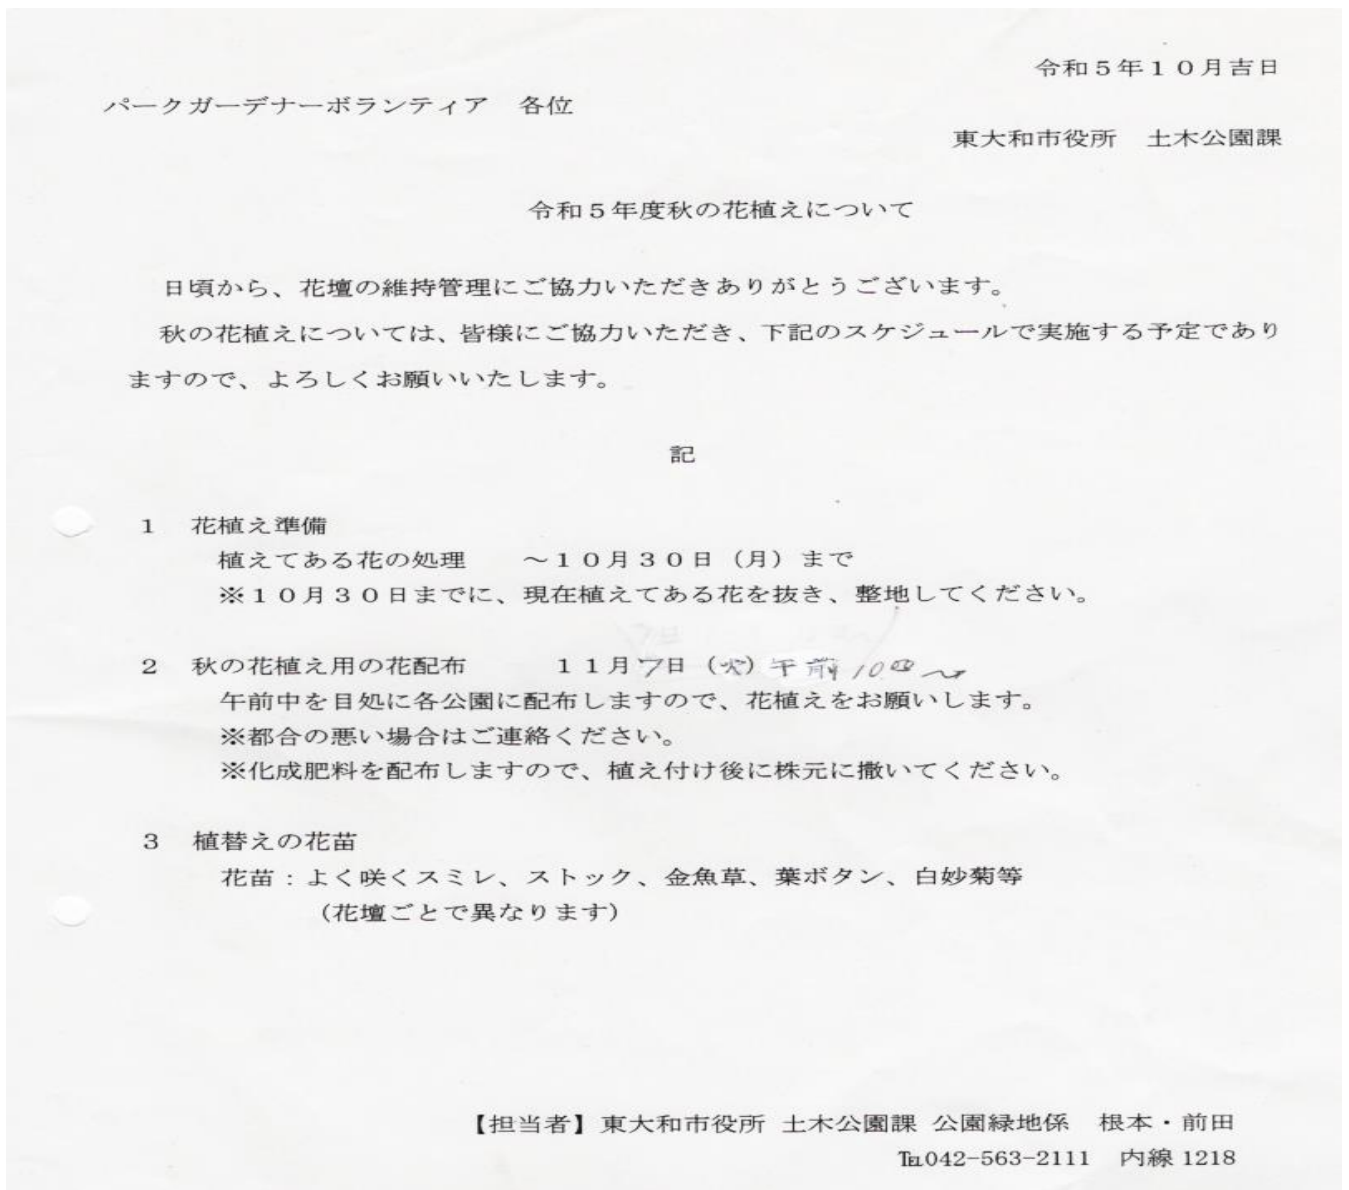 令和５年１０月吉日
パークガーデナーボランティア　各位
東大和市役所　土木公園課
令和５年度秋の花植えについて
日頃から、花壇の維持管理にご協力いただきありがとうございます。
秋の花植えについては、皆様にご協力いただき、下記のスケジュールで実施する予定であり
ますので、よろしくお願いいたします。
記
１　花植え準備
植えてある花の処理　　～１０月３０日（月）まで
※１０月３０日までに、現在植えてある花を抜き、整地してください。
２　秋の花植え用の花配布　　　１１月７日（火）午前10:00～
午前中を目処に各公園に配布しますので、花植えをお願いします。
※都合の悪い場合はご連絡ください。
※化成肥料を配布しますので、植え付け後に株元に撒いてください。
３　植替えの花苗
花苗：よく咲くスミレ、ストック、金魚草、葉ボタン、白妙菊等
（花壇ごとで異なります）
【担当者】東大和市役所 土木公園課 公園緑地係　根本・前田
℡042-563-2111　内線1218